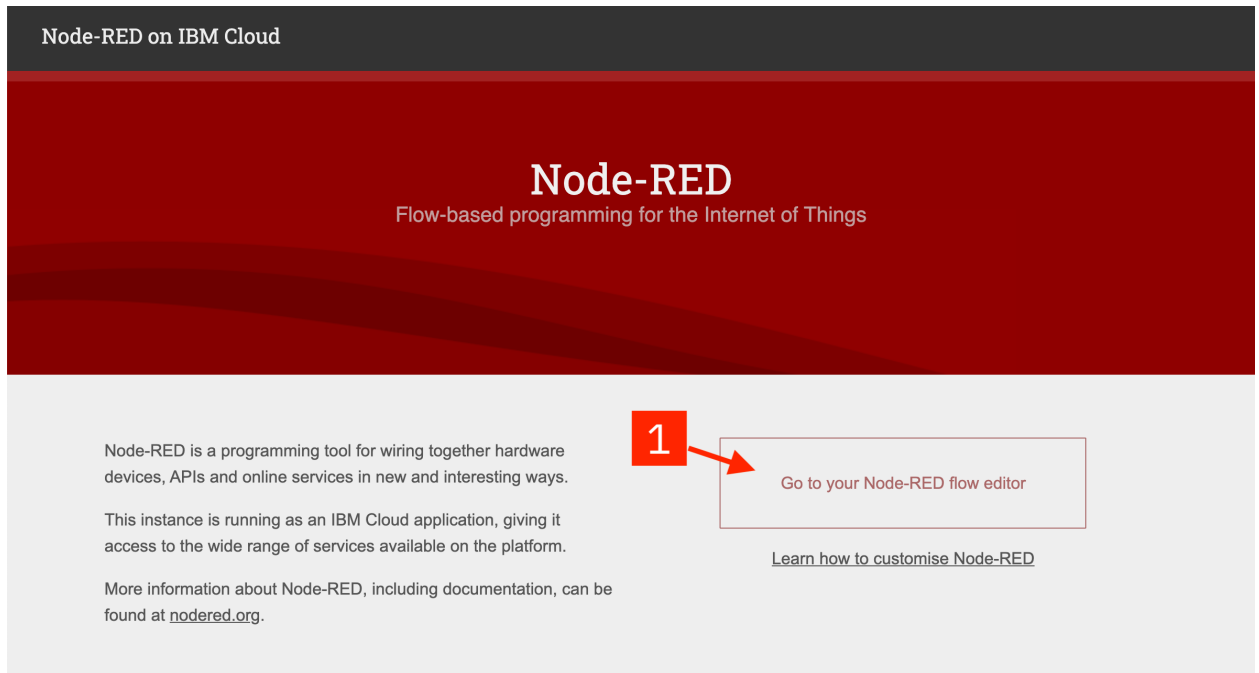 Node-RED on IBM Cloud
Node-RED
Flow-based programming for the Internet of Things
Node-RED is a programming tool for wiring together hardware
devices, APIs and online services in new and interesting ways.
This instance is running as an IBM Cloud application, giving it
access to the wide range of services available on the platform.
More information about Node-RED, including documentation, can be
found at nodered.org.
1
Go to your Node-RED flow editor
Learn how to customise Node-RED